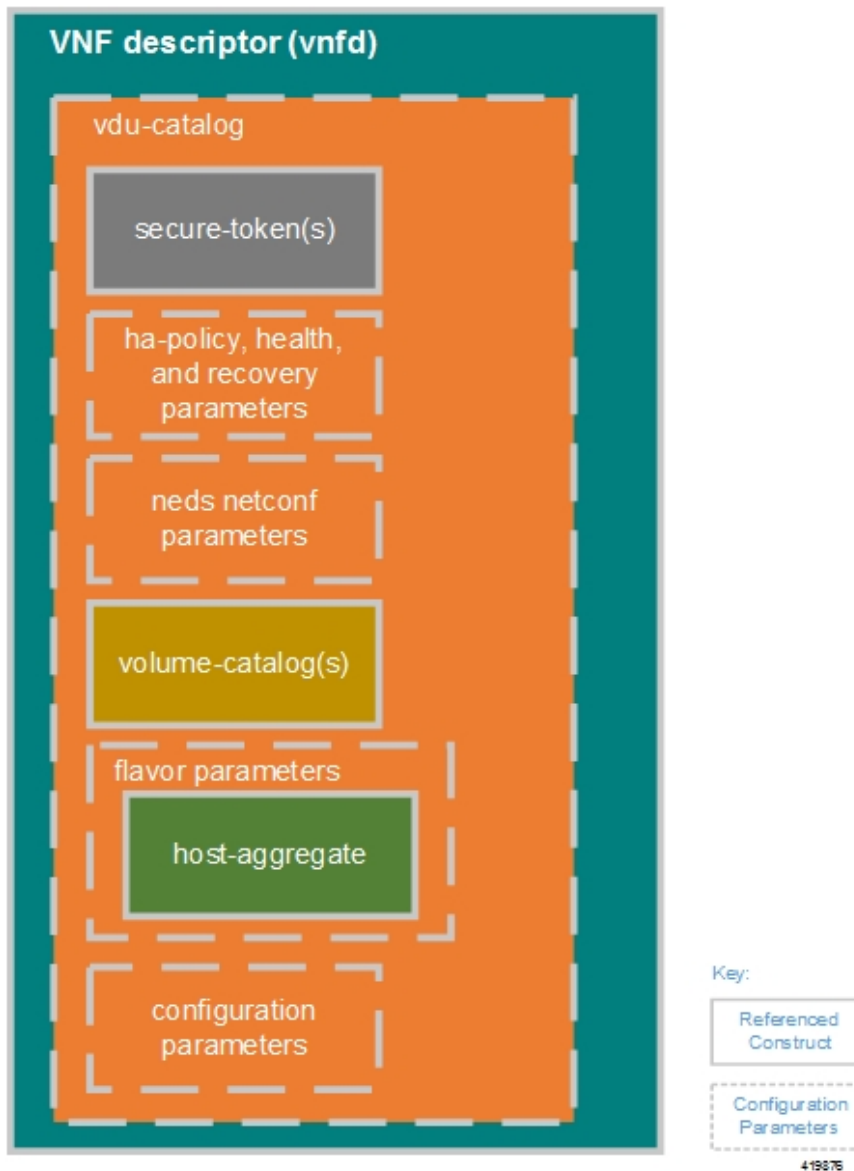 VNF descriptor (vnfd)
vdu-catalog
secure-token(s)
ha-policy, health,
and recovery
parameters
neds netconf
parameters
volume-catalog(s)
flavor parameters
host-aggregate
configuration
parameters
Key:
Referenced
Construct
Configuration
Parameters
419876